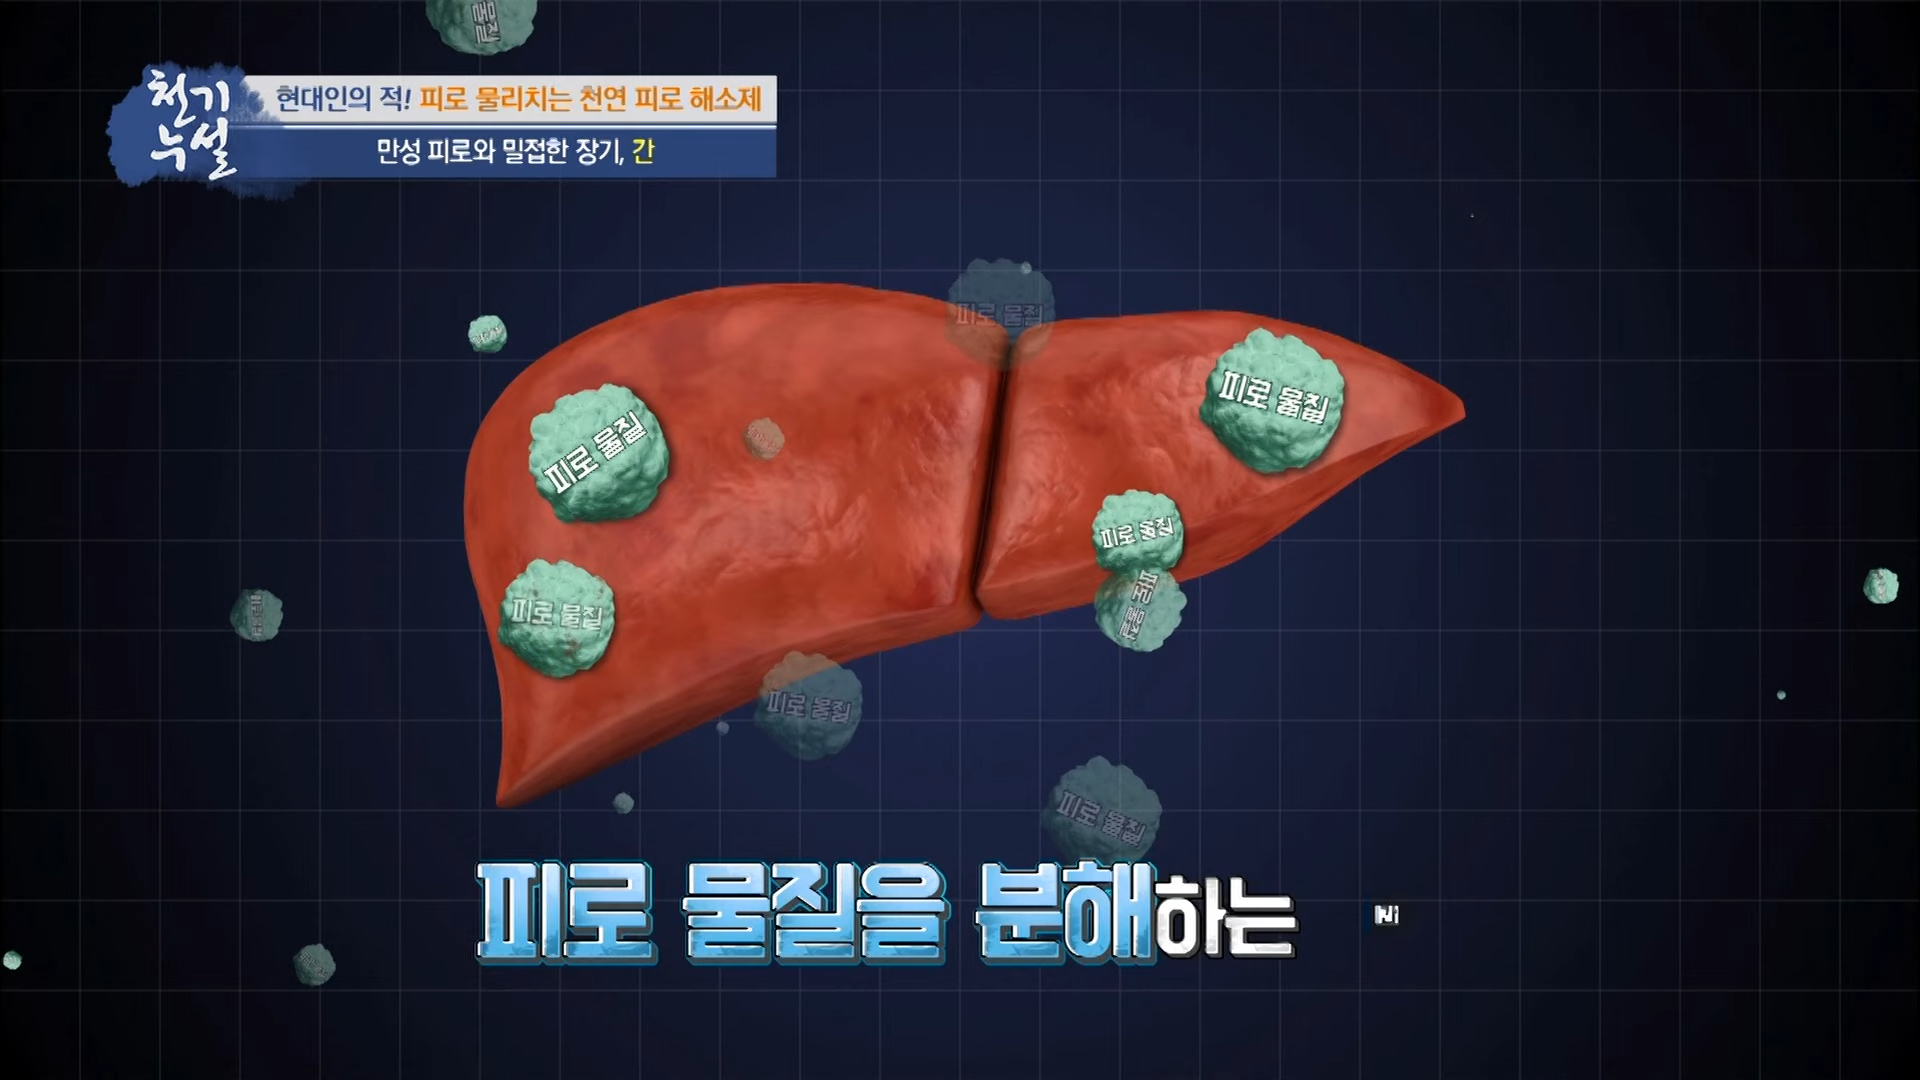 물질
천기
누설
현대인의 적! 피로 물리치는 천연 피로 해소제
만성 피로와 밀접한 장기, 간
피로 물질
피로 물질
피로 물질
피로 물질
피로 물질
피로 물질
피로 물질
피로 물질
피로 물질을 분해하는